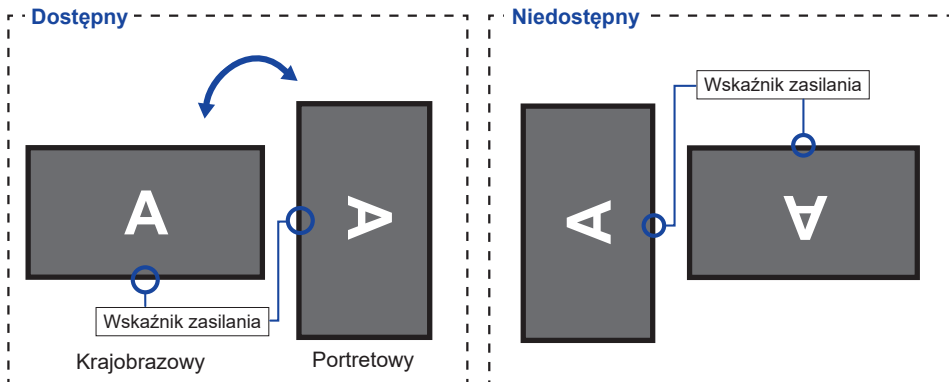 Dostępny
A
A
Wskaźnik zasilania
Krajobrazowy
Portretowy
Niedostępny
Wskaźnik zasilania
A
A